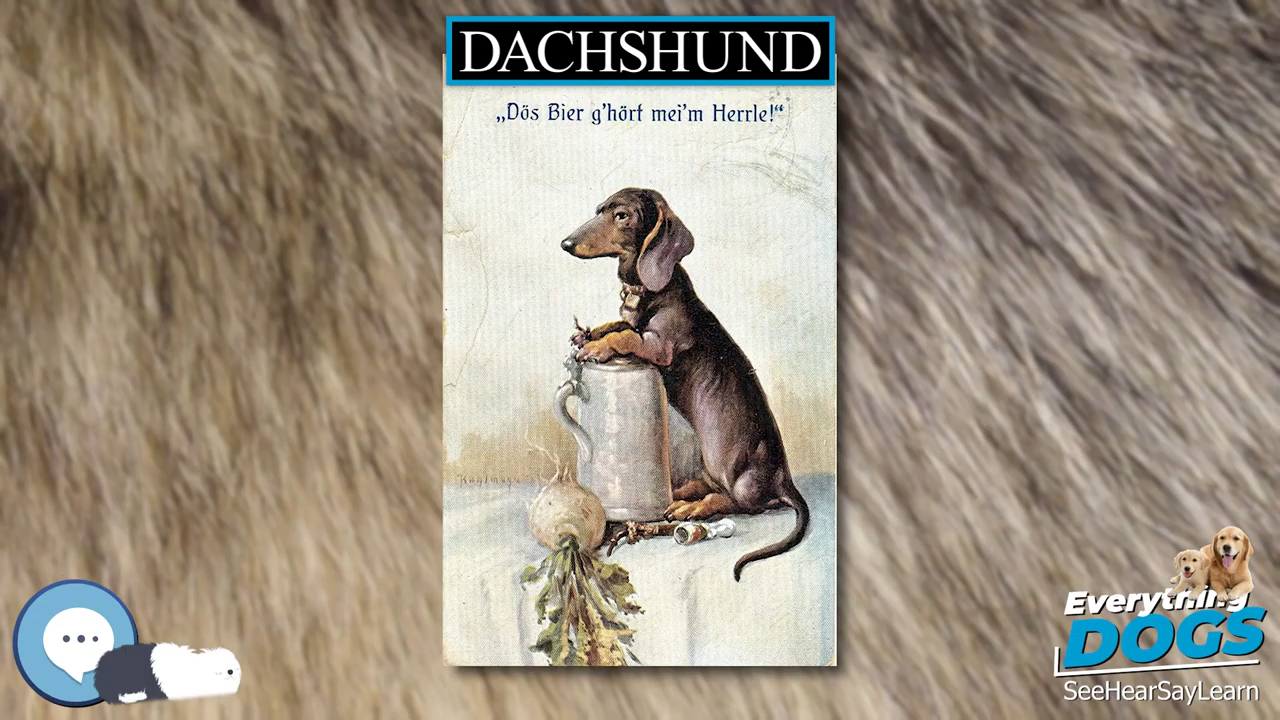 DACHSHUND
„Dös Bier g'hört mei'm Herrle!“
Everything
DOGS
SeeHearSayLearn